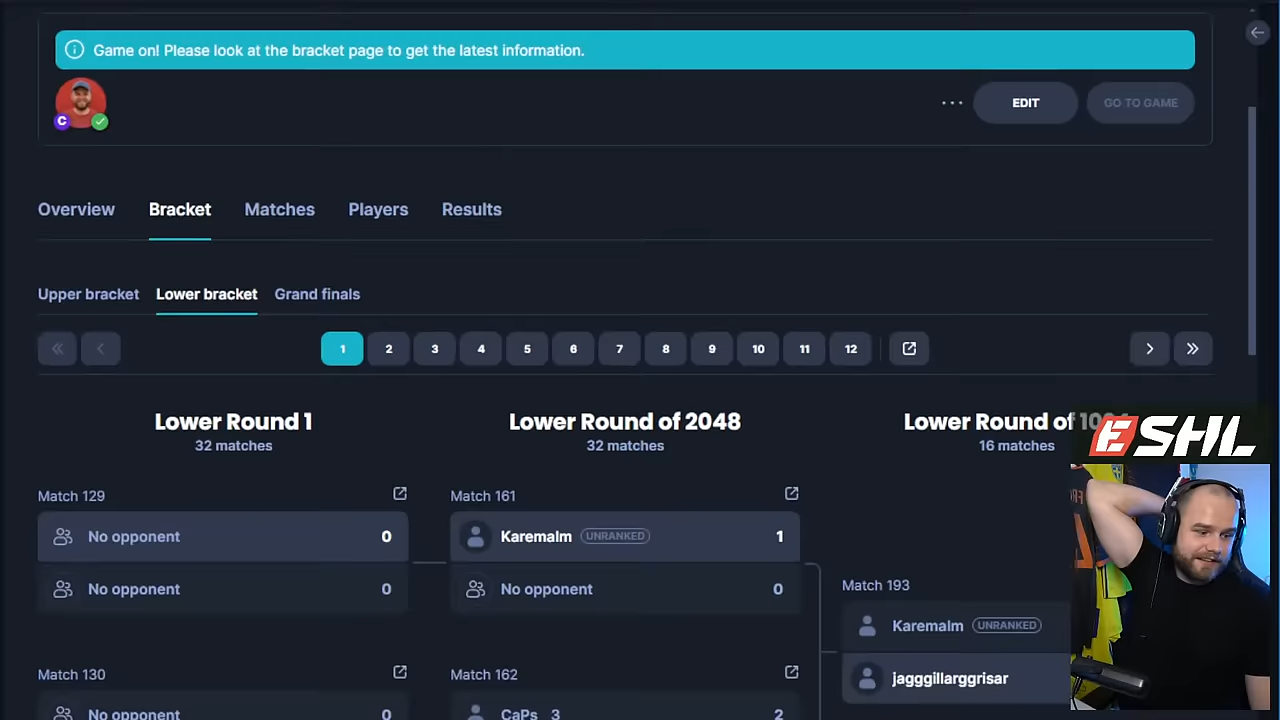 Game on! Please look at the bracket page to get the latest information.
C
EDIT
GO TO GAME
Overview
Bracket
Matches
Players
Results
Upper bracket
Lower bracket
Grand finals
1 2 3 4 5 6 7 8 9 10 11 12
Lower Round 1
32 matches
Lower Round of 2048
32 matches
Lower Round of
16 matches
ESHL
Match 129
No opponent 0
No opponent 0
Match 161
Karemalm UNRANKED 1
No opponent 0
Match 193
Karemalm UNRANKED
jagggillarggrisar
Match 130
No opponent 0
Match 162
CaPs_3 2